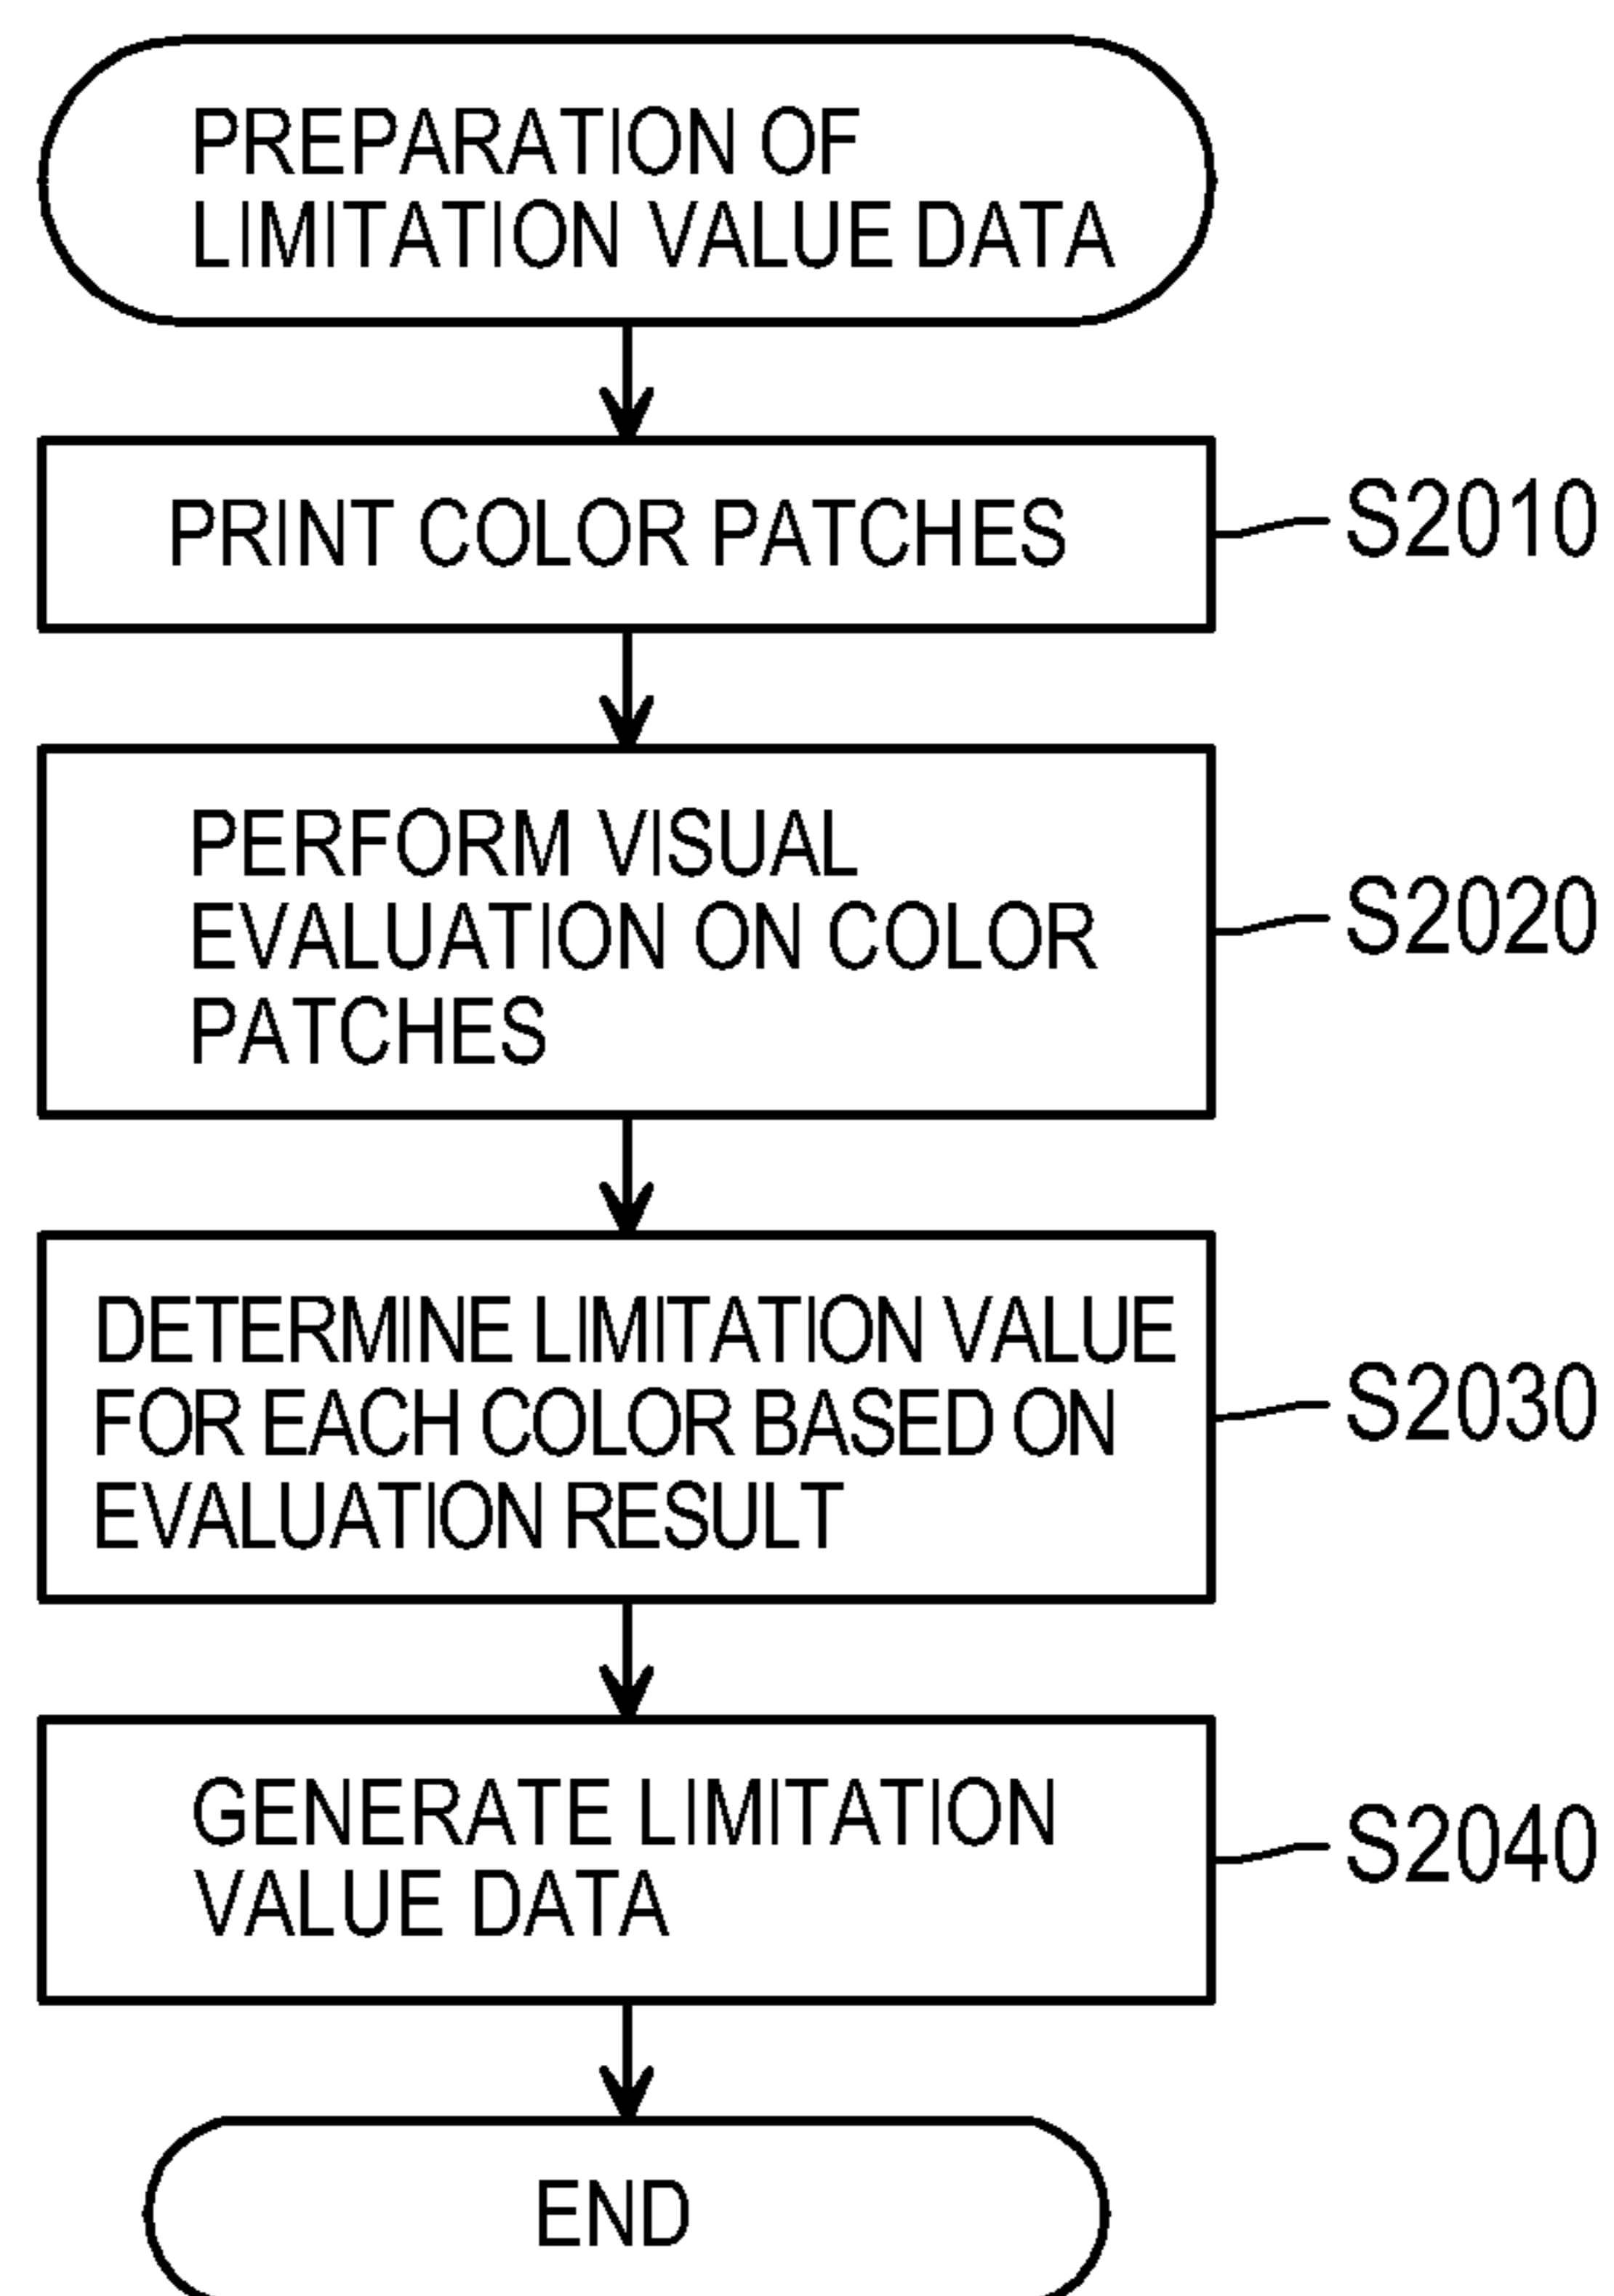 PREPARATION OF
LIMITATION VALUE DATA
PRINT COLOR PATCHES
S2010
PERFORM VISUAL
EVALUATION ON COLOR
PATCHES
S2020
DETERMINE LIMITATION VALUE
FOR EACH COLOR BASED ON
EVALUATION RESULT
S2030
GENERATE LIMITATION
VALUE DATA
S2040
END